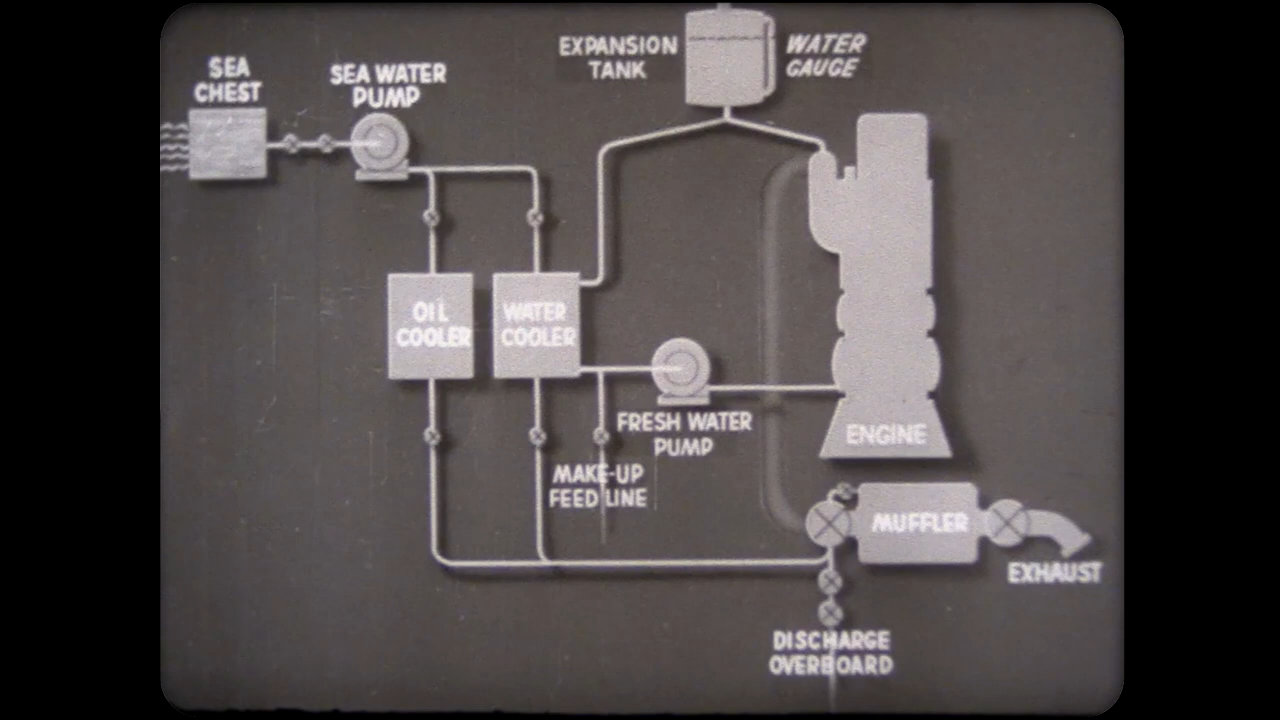 SEA
CHEST
SEA WATER
PUMP
EXPANSION
TANK
WATER
GAUGE
OIL
COOLER
WATER
COOLER
FRESH WATER
PUMP
MAKE-UP
FEED LINE
ENGINE
MUFFLER
EXHAUST
DISCHARGE
OVERBOARD